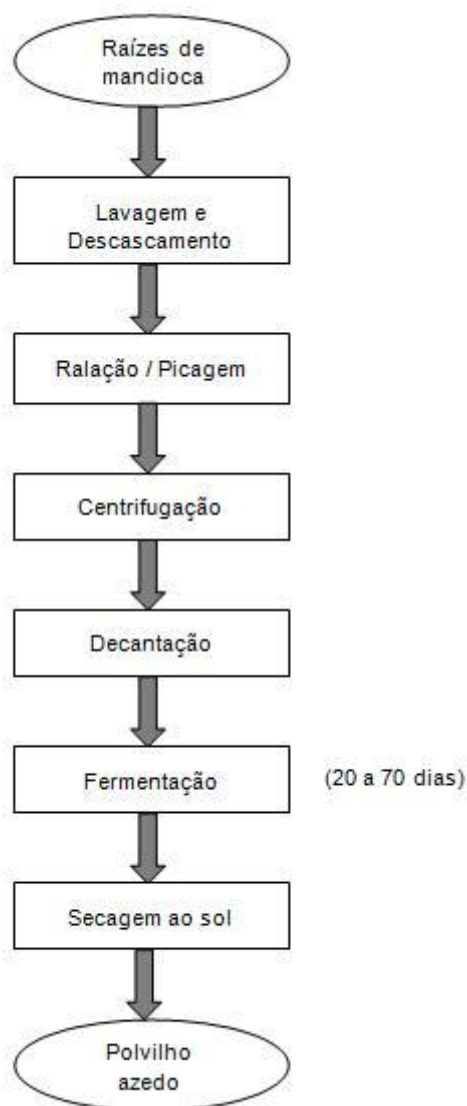 Raízes de
mandioca
Lavagem e
Descascamento
Ralação / Picagem
Centrifugação
Decantação
Fermentação
(20 a 70 dias)
Secagem ao sol
Polvilho
azedo